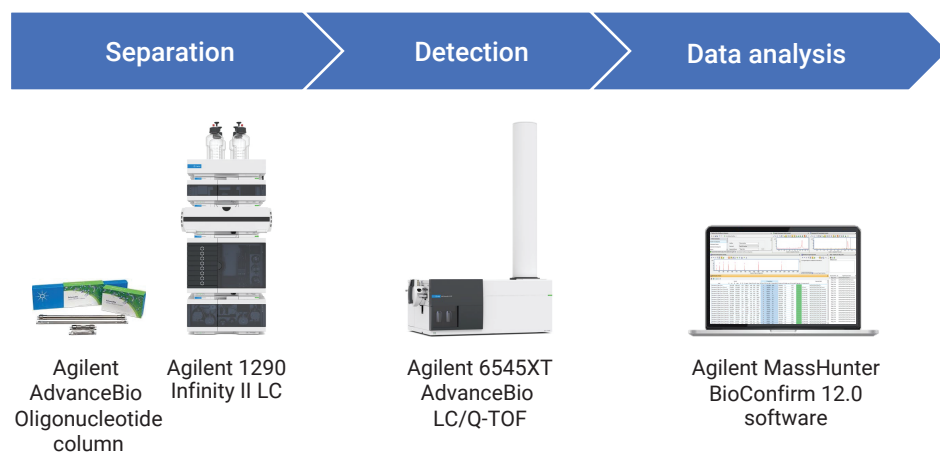 Separation
Detection
Data analysis
Agilent
AdvanceBio
Oligonucleotide
column
Agilent 1290
Infinity II LC
Agilent 6545XT
AdvanceBio
LC/Q-TOF
Agilent MassHunter
BioConfirm 12.0
software